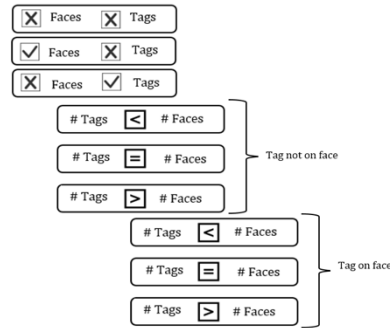 Faces Tags
Faces Tags
Faces Tags
# Tags < # Faces
# Tags = # Faces
Tag not on face
# Tags > # Faces
# Tags < # Faces
# Tags = # Faces
Tag on face
# Tags > # Faces